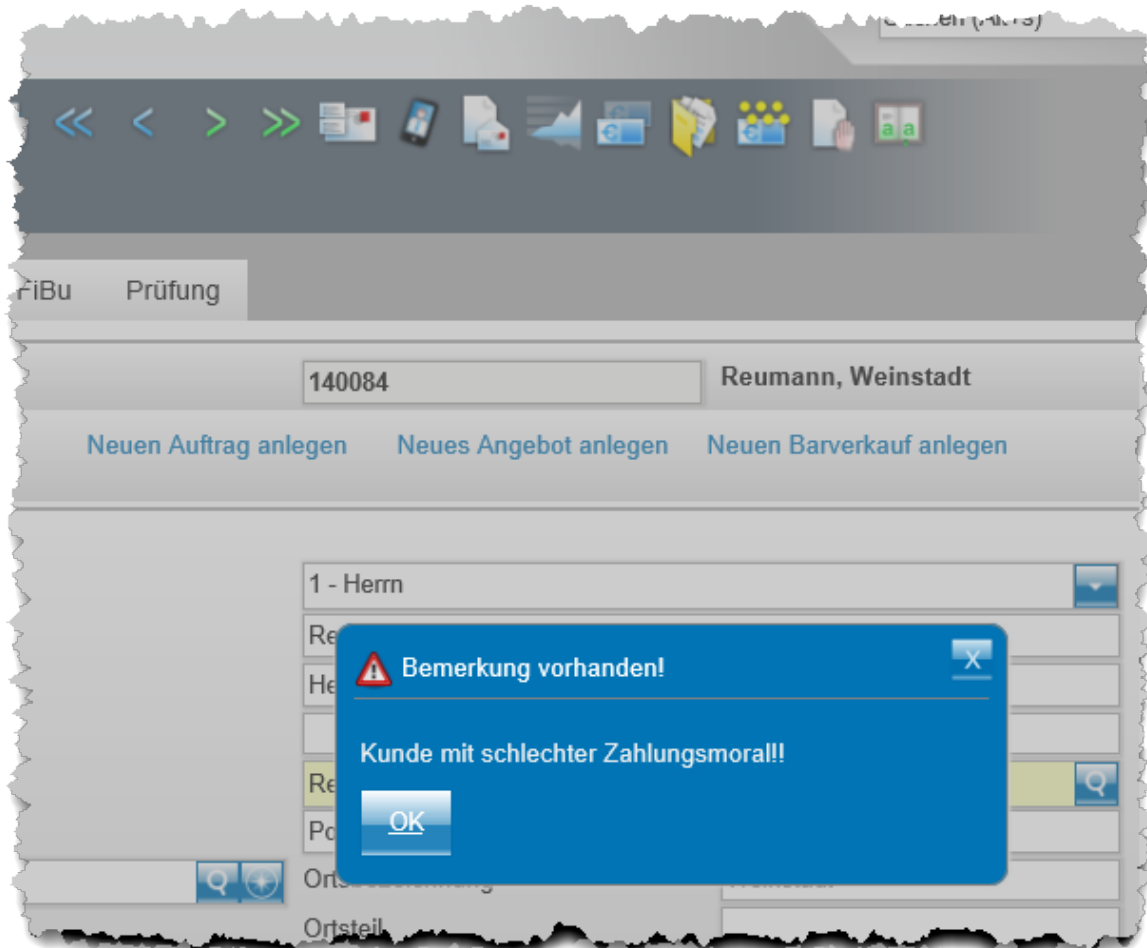 FiBu Prüfung
140084 Reumann, Weinstadt
Neuen Auftrag anlegen Neues Angebot anlegen Neuen Barverkauf anlegen
1 - Herrn
Bemerkung vorhanden! X
Kunde mit schlechter Zahlungsmoral!!
OK
Ortsteil